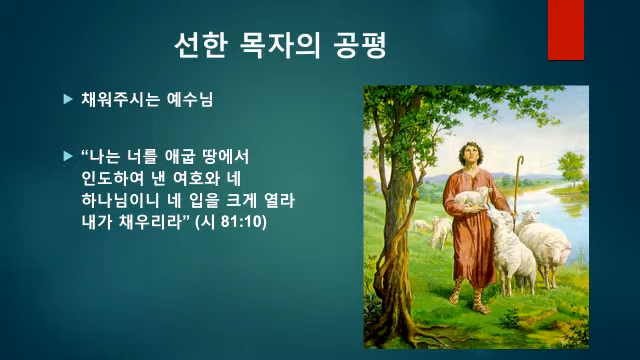 선한 목자의 공평
채워주시는 예수님
“나는 너를 애굽 땅에서
인도하여 낸 여호와 네
하나님이니 네 입을 크게 열라
내가 채우리라” (시 81:10)